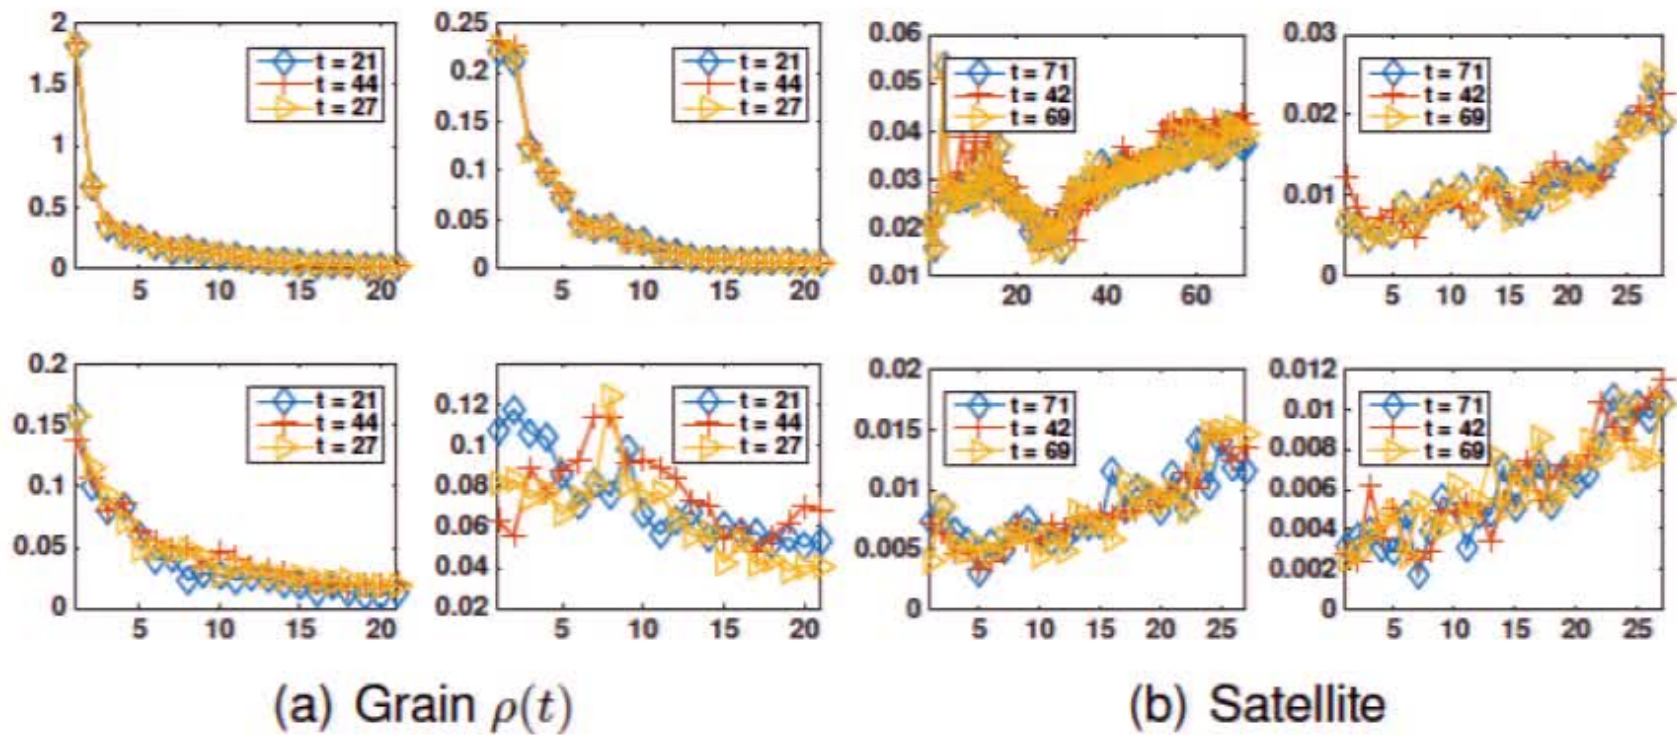 2
1.5
1
0.5
0
5 10 15 20
t = 21
t = 44
t = 27
0.25
0.2
0.15
0.1
0.05
0
5 10 15 20
t = 21
t = 44
t = 27
0.06
0.05
0.04
0.03
0.02
0.01
20 40 60
t = 71
t = 42
t = 69
0.03
0.02
0.01
0
5 10 15 20 25
t = 71
t = 42
t = 69
0.2
0.15
0.1
0.05
0
5 10 15 20
t = 21
t = 44
t = 27
0.12
0.1
0.08
0.06
0.04
0.02
5 10 15 20
t = 21
t = 44
t = 27
0.02
0.015
0.01
0.005
0
5 10 15 20 25
t = 71
t = 42
t = 69
0.012
0.01
0.008
0.006
0.004
0.002
0
5 10 15 20 25
t = 71
t = 42
t = 69
(a) Grain ρ(t)
(b) Satellite